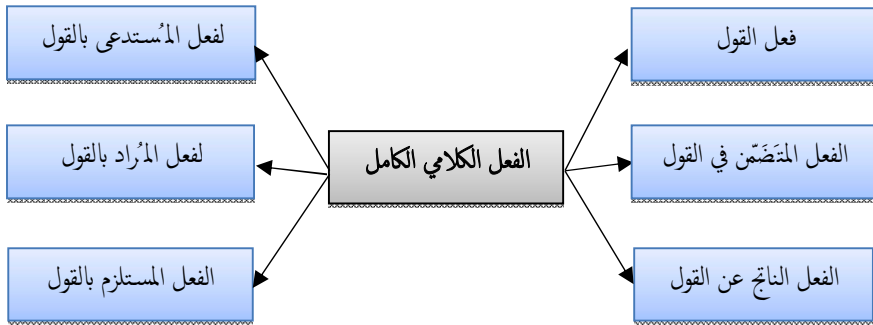 فعل القول
لفعل المُستدعى بالقول
الفعل الكلامي الكامل
الفعل المتَضَمّن في القول
لفعل المُراد بالقول
الفعل الناتج عن القول
الفعل المستلزم بالقول